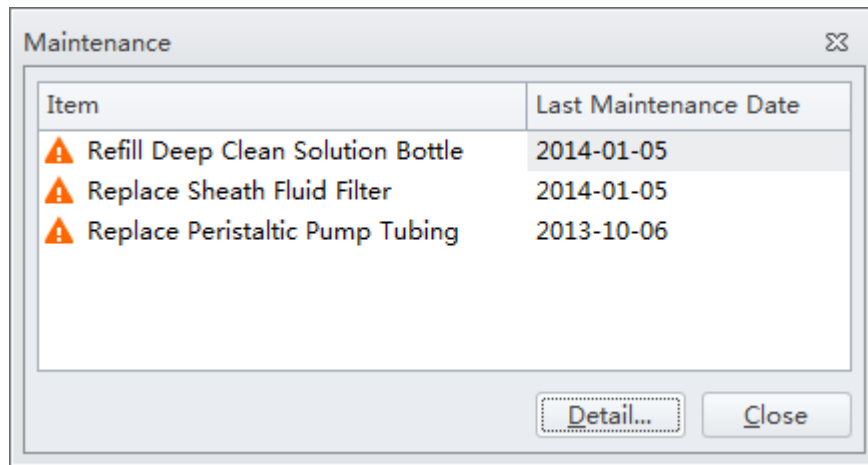 Maintenance
Item Last Maintenance Date
Refill Deep Clean Solution Bottle 2014-01-05
Replace Sheath Fluid Filter 2014-01-05
Replace Peristaltic Pump Tubing 2013-10-06
Detail... Close